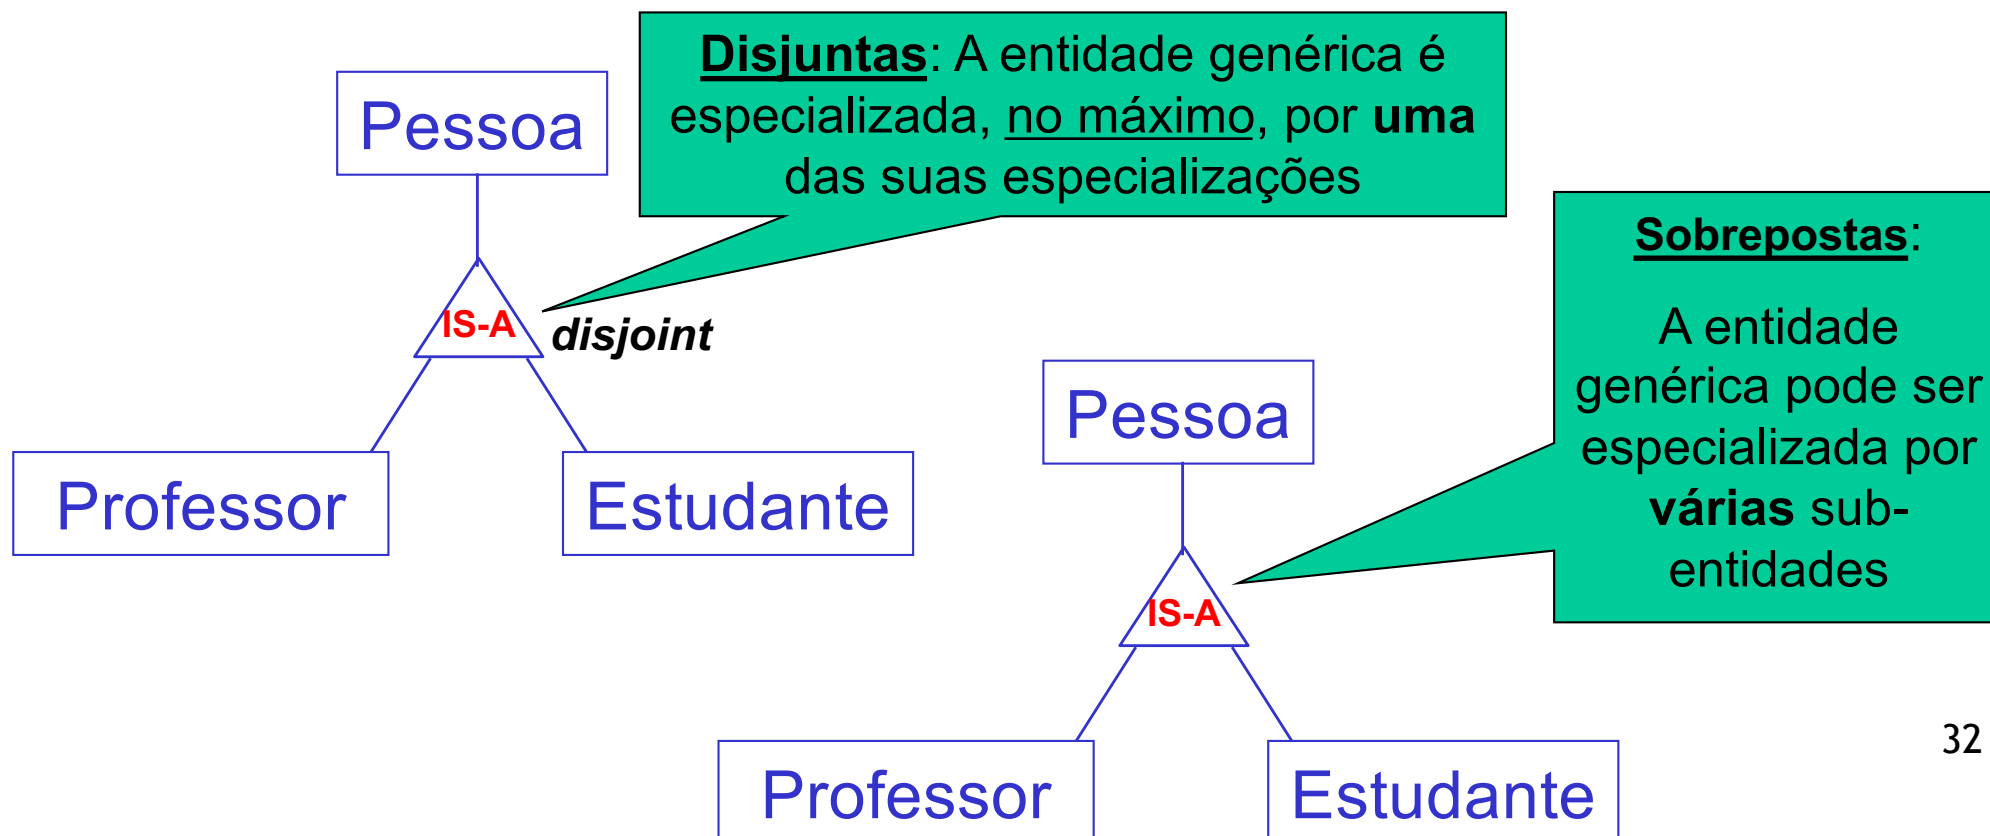 Disjuntas: A entidade genérica é
especializada, no máximo, por uma
das suas especializações
Pessoa
IS-A
disjoint
Professor
Estudante
Sobrepostas:
A entidade
genérica pode ser
especializada por
várias sub-
entidades
Pessoa
IS-A
Professor
Estudante
32